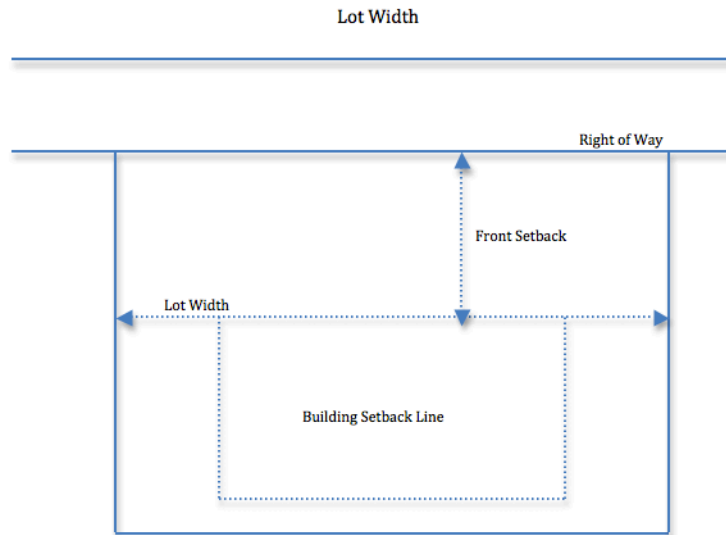 Lot Width
Right of Way
Front Setback
Lot Width
Building Setback Line